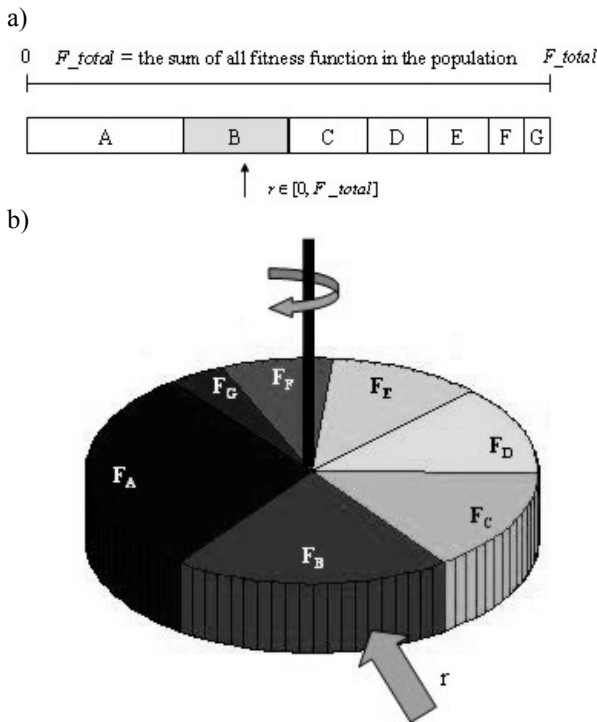 a)
0 F_total = the sum of all fitness function in the population F_total
A B C D E F G
r ∈ [0, F_total]
b)
F_G F_F F_E
F_A F_D
F_C
F_B
r